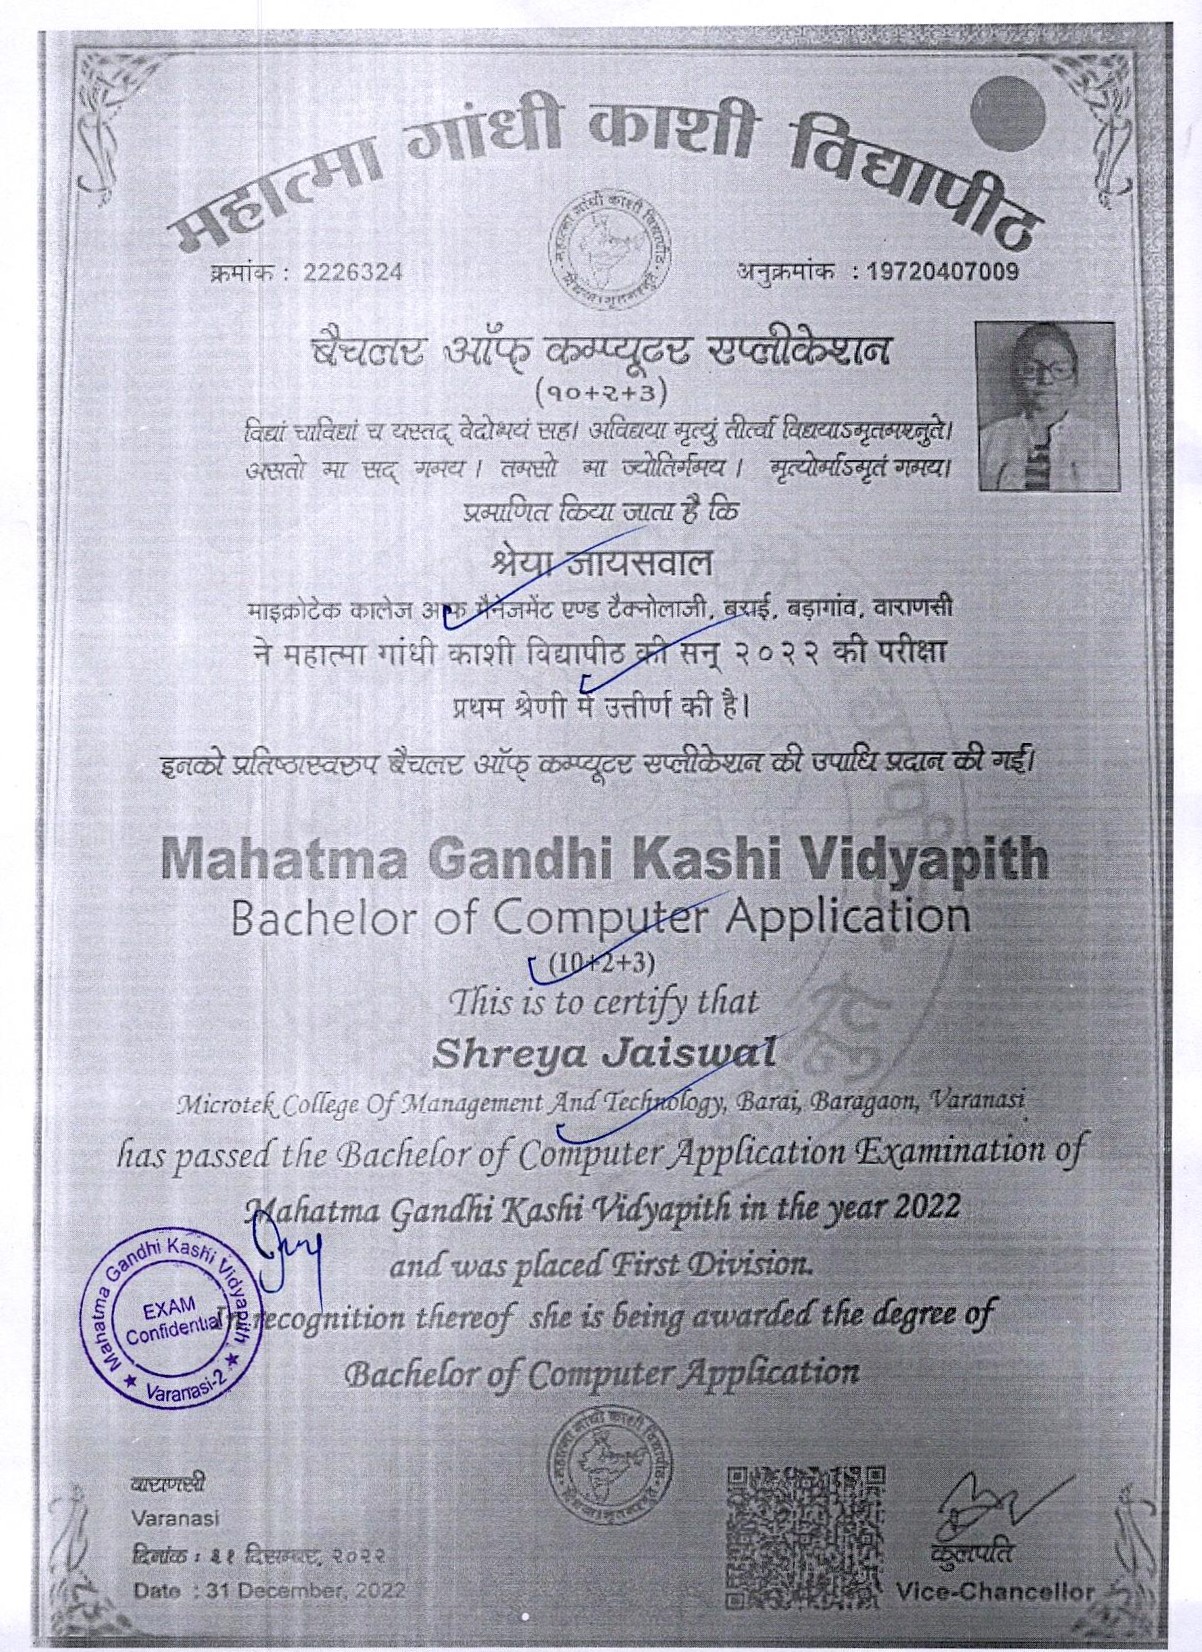 महात्मा गांधी काशी विद्यापीठ
क्रमांक : 2226324
अनुक्रमांक : 19720407009
बैचलर ऑफ् कम्प्यूटर एप्लीकेशन
(१०+२+३)
विद्यां चाविद्यां च यस्तद् वेदोभयं सह। अविद्यया मृत्युं तीर्त्वा विद्ययाऽमृतमश्नुते।
असतो मा सद् गमय। तमसो मा ज्योतिर्गमय। मृत्योर्माऽमृतं गमय।
प्रमाणित किया जाता है कि
श्रेया जायसवाल
माइक्रोटेक कालेज आफ मैनेजमेंट एण्ड टैक्नोलाजी, बराई, बड़ागांव, वाराणसी
ने महात्मा गांधी काशी विद्यापीठ की सन् २०२२ की परीक्षा
प्रथम श्रेणी में उत्तीर्ण की है।
इनको प्रतिष्ठास्वरुप बैचलर ऑफ् कम्प्यूटर एप्लीकेशन की उपाधि प्रदान की गई।
Mahatma Gandhi Kashi Vidyapith
Bachelor of Computer Application
(10+2+3)
This is to certify that
Shreya Jaiswal
Microtek College Of Management And Technology, Barai, Baragaon, Varanasi
has passed the Bachelor of Computer Application Examination of
Mahatma Gandhi Kashi Vidyapith in the year 2022
and was placed First Division.
In recognition thereof she is being awarded the degree of
Bachelor of Computer Application
Mahatma Gandhi Kashi Vidyapith
EXAM
Confidential
Varanasi-2
महात्मा गांधी काशी विद्यापीठ
वाराणसी
Varanasi
दिनांक : ३१ दिसम्बर, २०२२
Date : 31 December, 2022
कुलपति
Vice-Chancellor